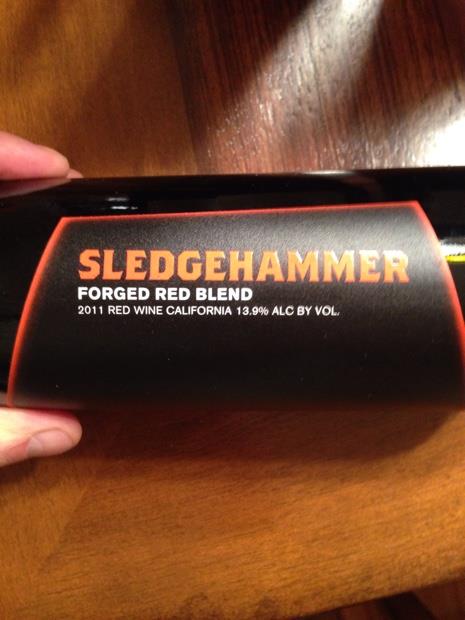 SLEDGEHAMMER
FORGED RED BLEND
2011 RED WINE CALIFORNIA 13.9% ALC BY VOL.